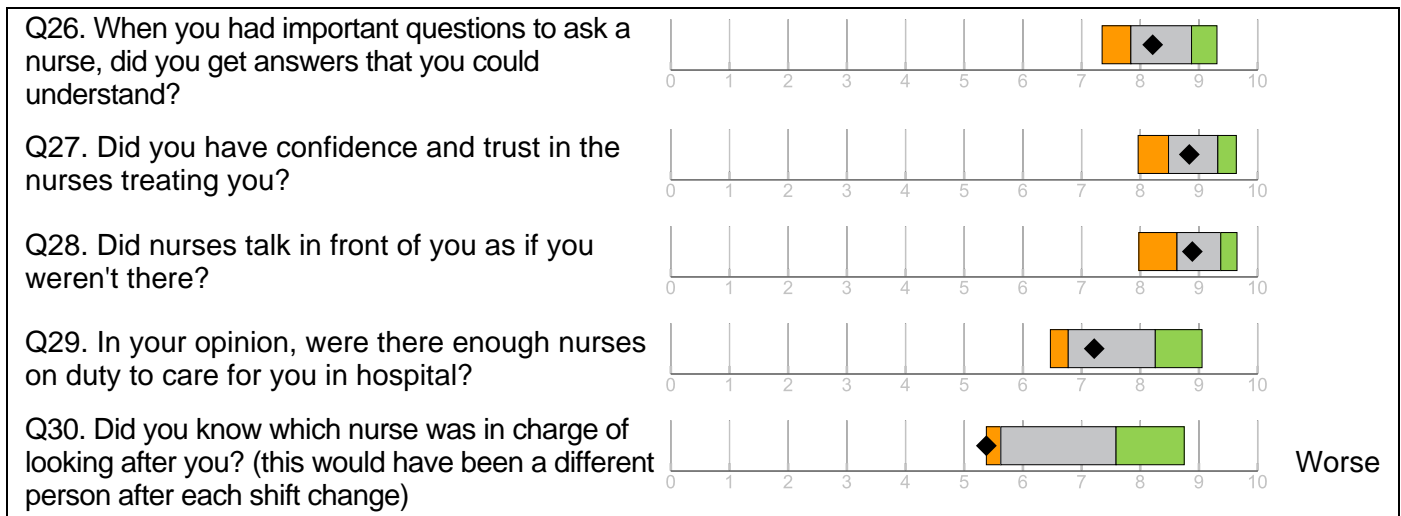 Q26. When you had important questions to ask a
nurse, did you get answers that you could
understand?
0 1 2 3 4 5 6 7 8 9 10
Q27. Did you have confidence and trust in the
nurses treating you?
0 1 2 3 4 5 6 7 8 9 10
Q28. Did nurses talk in front of you as if you
weren't there?
0 1 2 3 4 5 6 7 8 9 10
Q29. In your opinion, were there enough nurses
on duty to care for you in hospital?
0 1 2 3 4 5 6 7 8 9 10
Q30. Did you know which nurse was in charge of
looking after you? (this would have been a different
person after each shift change)
0 1 2 3 4 5 6 7 8 9 10
Worse